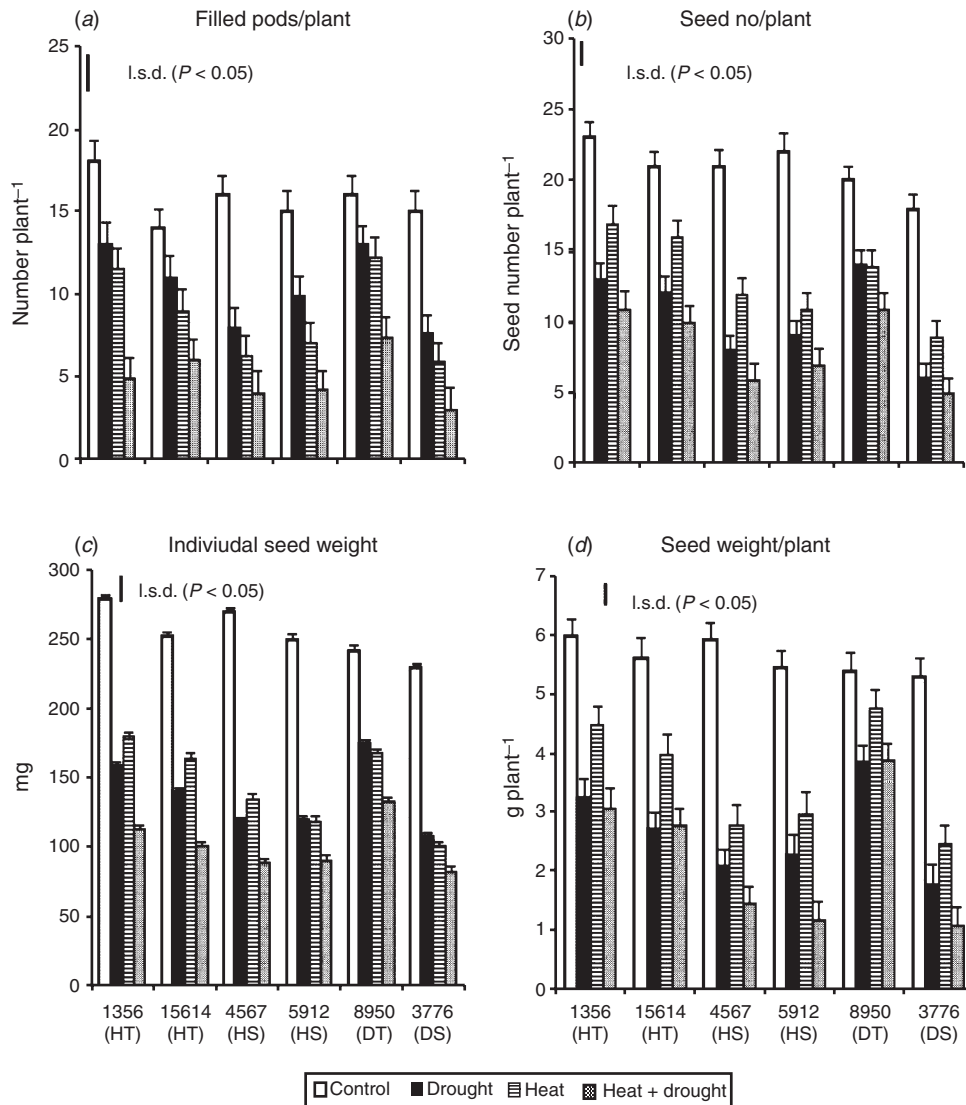 (a) Filled pods/plant
25
20
15
10
5
0
Number plant⁻¹
l.s.d. (P < 0.05)
(b) Seed no/plant
30
25
20
15
10
5
0
Seed number plant⁻¹
l.s.d. (P < 0.05)
(c) Indiviudal seed weight
300
250
200
150
100
50
0
mg
l.s.d. (P < 0.05)
1356 15614 4567 5912 8950 3776
(HT) (HT) (HS) (HS) (DT) (DS)
(d) Seed weight/plant
7
6
5
4
3
2
1
0
g plant⁻¹
l.s.d. (P < 0.05)
1356 15614 4567 5912 8950 3776
(HT) (HT) (HS) (HS) (DT) (DS)
Control Drought Heat Heat + drought